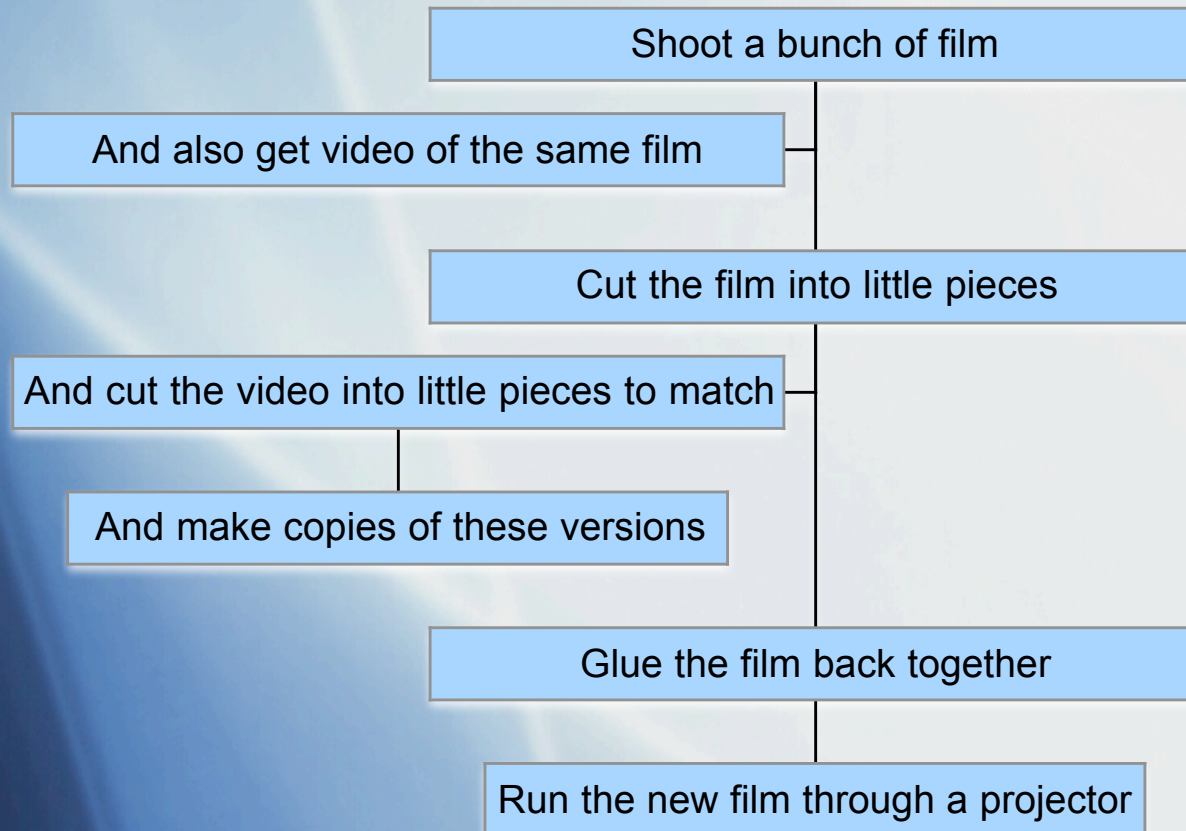 Shoot a bunch of film
And also get video of the same film
Cut the film into little pieces
And cut the video into little pieces to match
And make copies of these versions
Glue the film back together
Run the new film through a projector